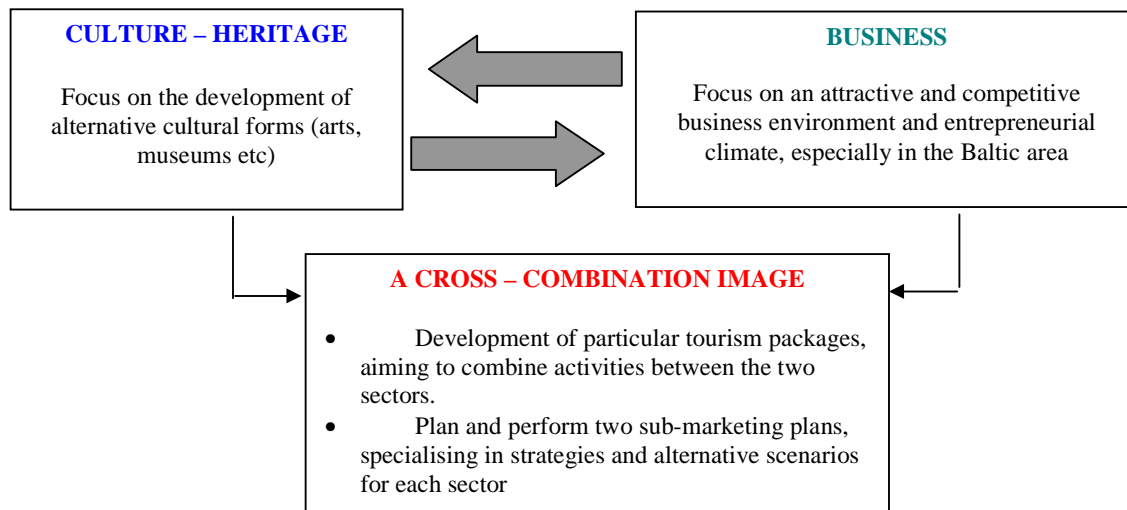 CULTURE – HERITAGE
Focus on the development of
alternative cultural forms (arts,
museums etc)
BUSINESS
Focus on an attractive and competitive
business environment and entrepreneurial
climate, especially in the Baltic area
A CROSS – COMBINATION IMAGE
• Development of particular tourism packages,
aiming to combine activities between the two
sectors.
• Plan and perform two sub-marketing plans,
specialising in strategies and alternative scenarios
for each sector